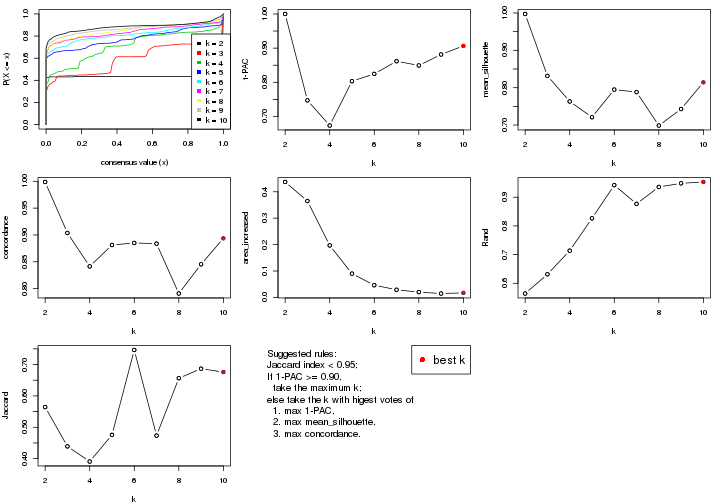 P(X <= x)
0.0 0.2 0.4 0.6 0.8 1.0
0.0 0.2 0.4 0.6 0.8 1.0
consensus value (x)
k = 2
k = 3
k = 4
k = 5
k = 6
k = 7
k = 8
k = 9
k = 10
1-PAC
0.70 0.80 0.90 1.00
2 4 6 8 10
k
mean_silhouette
0.70 0.80 0.90 1.00
2 4 6 8 10
k
concordance
0.80 0.85 0.90 0.95 1.00
2 4 6 8 10
k
area_increased
0.0 0.1 0.2 0.3 0.4
2 4 6 8 10
k
Rand
0.6 0.7 0.8 0.9
2 4 6 8 10
k
Jaccard
0.40 0.50 0.60 0.70
2 4 6 8 10
k
Suggested rules:
Jaccard index < 0.95;
If 1-PAC >= 0.90,
take the maximum k;
else take the k with higest votes of
1. max 1-PAC,
2. max mean_silhouette,
3. max concordance.
best k